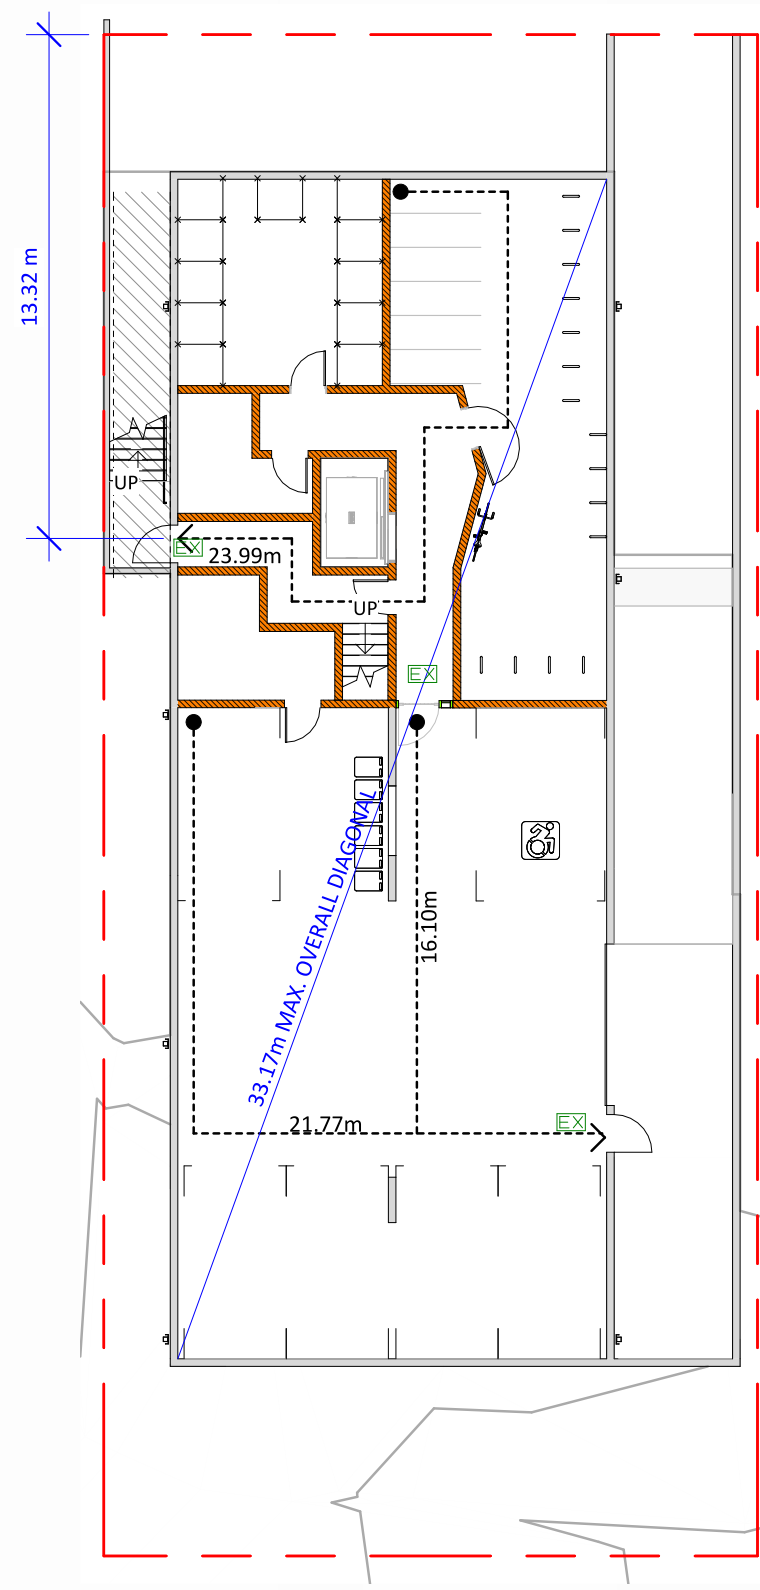 13.32 m
UP
EX
23.99m
UP
EX
33.17m MAX. OVERALL DIAGONAL
16.10m
21.77m
EX